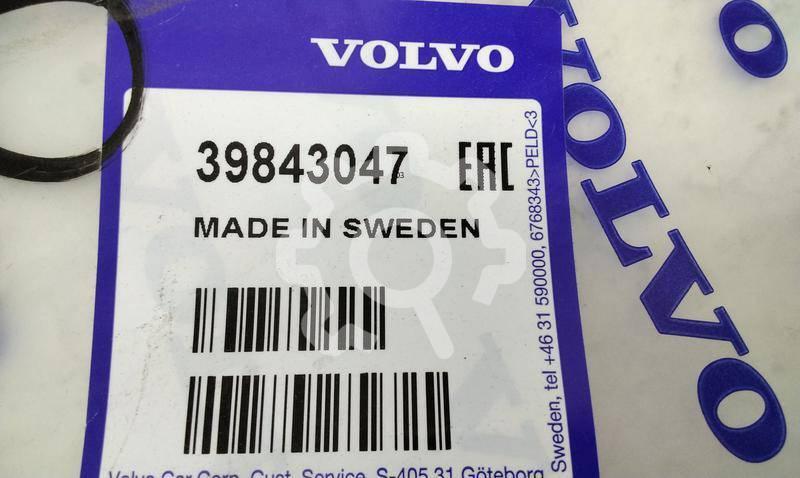 VOLVO
39843047 EAC
03
MADE IN SWEDEN
Volvo Car Corp. Cust. Service, S-405 31 Göteborg
Sweden, tel +46 31 590000, 6768343>PELD<3
VOLVO